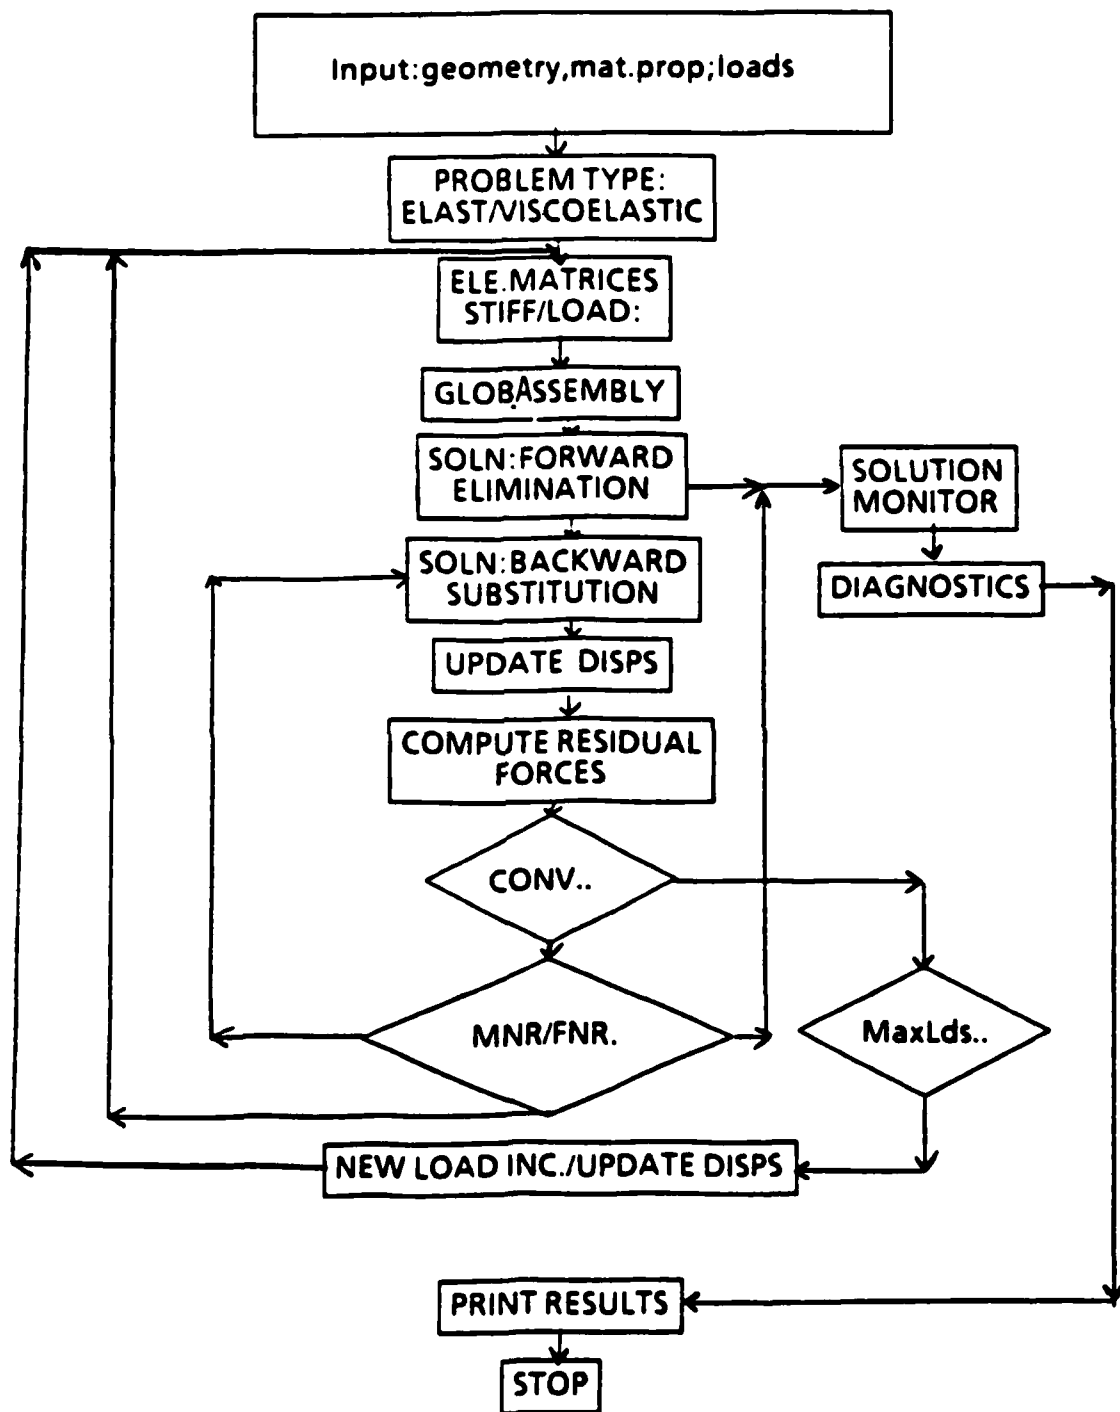 Input:geometry,mat.prop;loads
PROBLEM TYPE:
ELAST/VISCOELASTIC
ELE.MATRICES
STIFF/LOAD:
GLOB.ASSEMBLY
SOLN:FORWARD
ELIMINATION
SOLUTION
MONITOR
SOLN:BACKWARD
SUBSTITUTION
DIAGNOSTICS
UPDATE DISPS
COMPUTE RESIDUAL
FORCES
CONV..
MNR/FNR.
MaxLds..
NEW LOAD INC./UPDATE DISPS
PRINT RESULTS
STOP